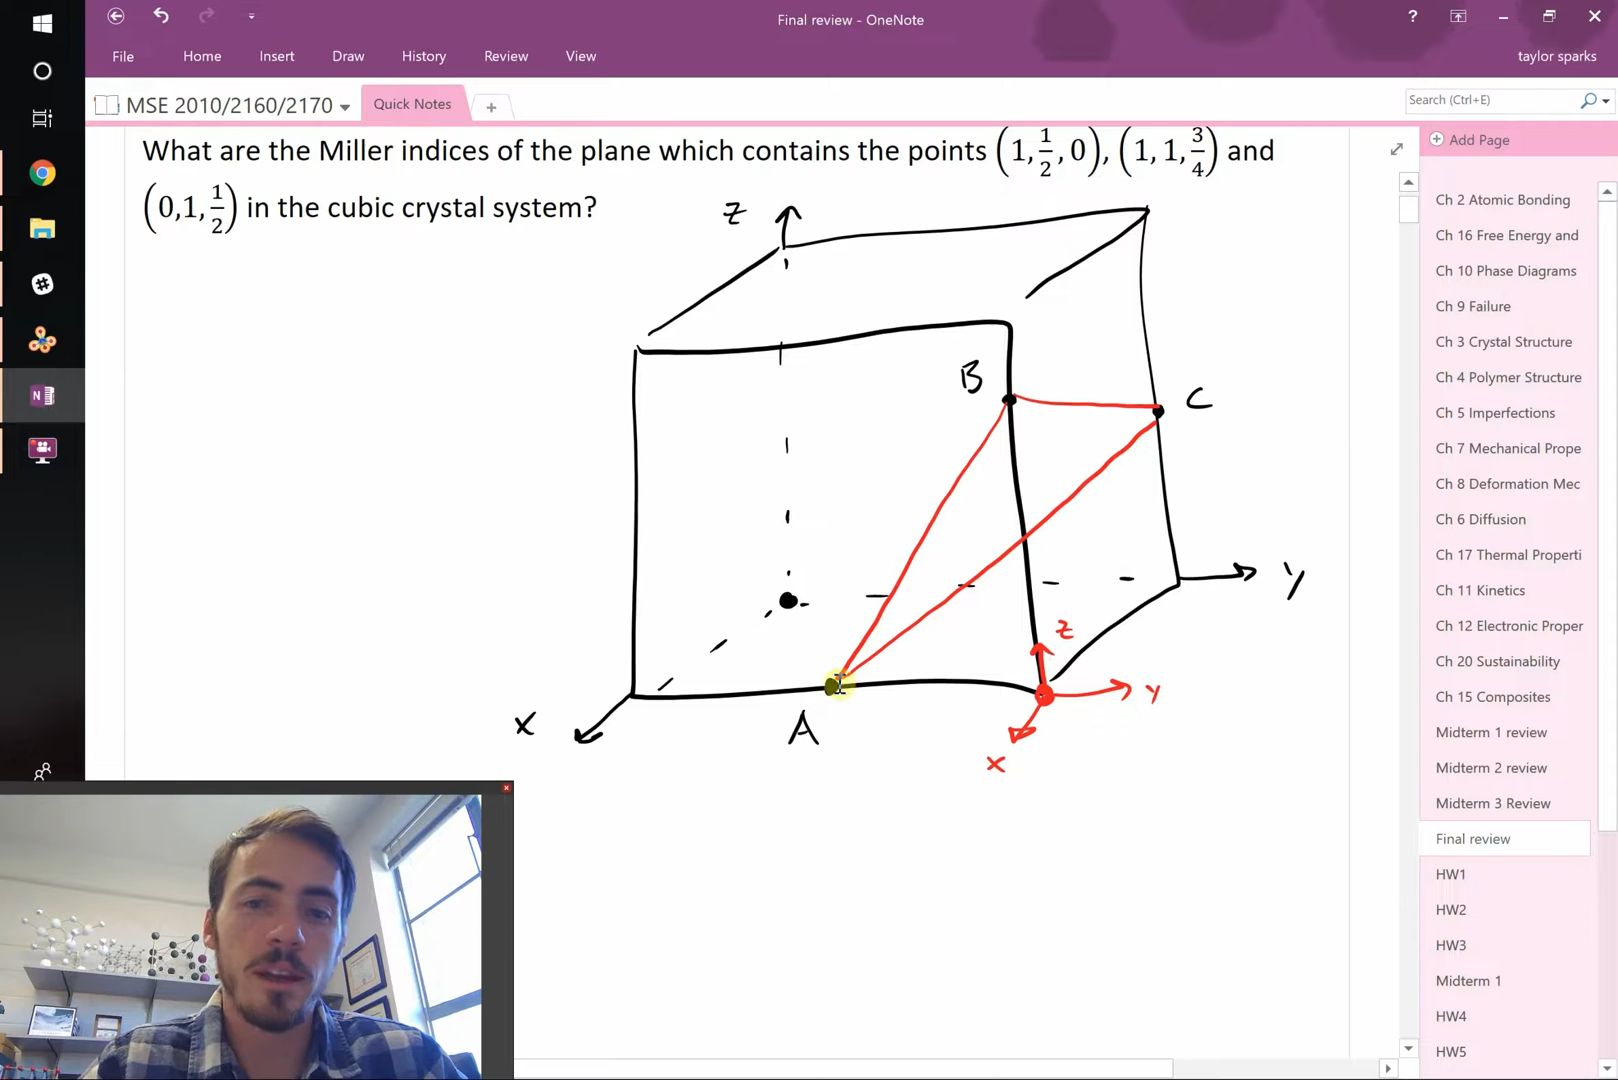 Final review - OneNote
?
File Home Insert Draw History Review View
taylor sparks
MSE 2010/2160/2170
Quick Notes
+
Search (Ctrl+E)
What are the Miller indices of the plane which contains the points (1, 1/2, 0), (1, 1, 3/4) and
(0,1, 1/2) in the cubic crystal system?
z
B
C
y
z
y
x
A
x
Add Page
Ch 2 Atomic Bonding
Ch 16 Free Energy and
Ch 10 Phase Diagrams
Ch 9 Failure
Ch 3 Crystal Structure
Ch 4 Polymer Structure
Ch 5 Imperfections
Ch 7 Mechanical Prope
Ch 8 Deformation Mec
Ch 6 Diffusion
Ch 17 Thermal Properti
Ch 11 Kinetics
Ch 12 Electronic Proper
Ch 20 Sustainability
Ch 15 Composites
Midterm 1 review
Midterm 2 review
Midterm 3 Review
Final review
HW1
HW2
HW3
Midterm 1
HW4
HW5